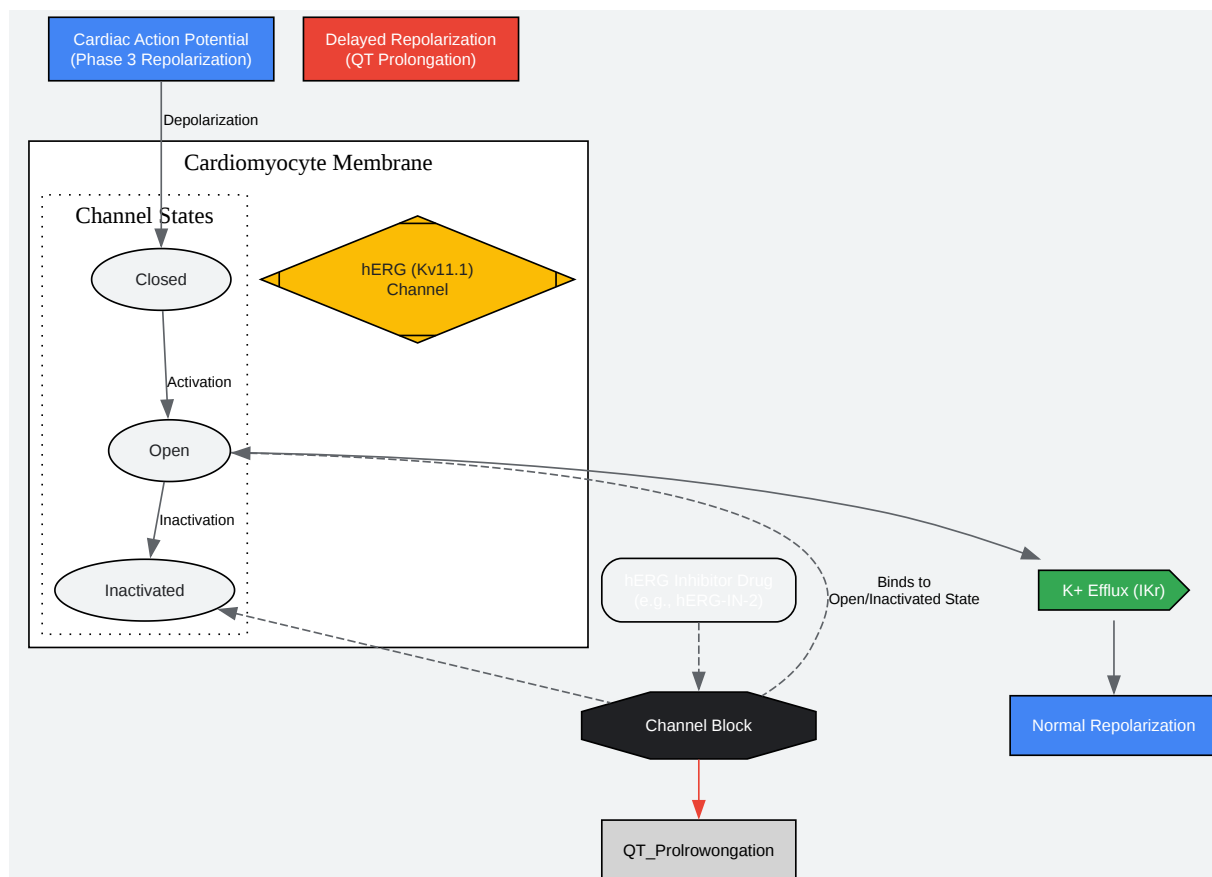 Cardiac Action Potential
(Phase 3 Repolarization)
Delayed Repolarization
(QT Prolongation)
Depolarization
Cardiomyocyte Membrane
Channel States
Closed
hERG (Kv11.1)
Channel
Activation
Open
Inactivation
Inactivated
hERG Inhibitor Drug
(e.g., hERG-IN-2)
Binds to
Open/Inactivated State
K+ Efflux (IKr)
Channel Block
Normal Repolarization
QT_Prolrowongation